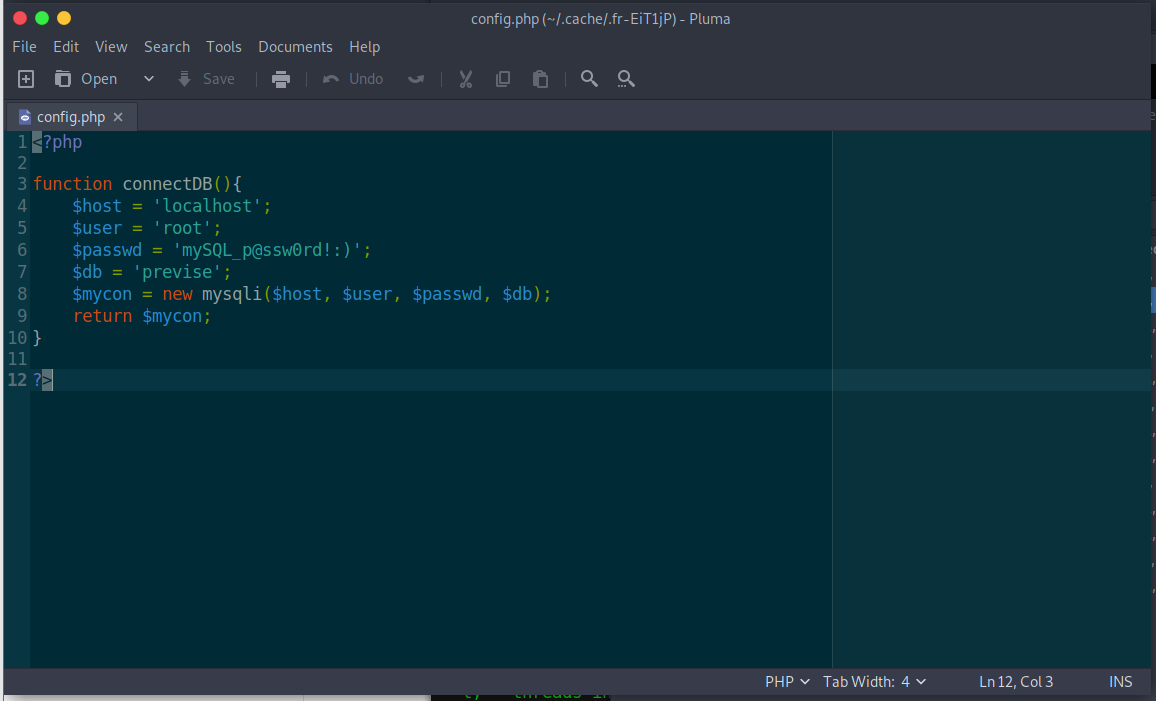 config.php (~/.cache/.fr-EiT1jP) - Pluma
File Edit View Search Tools Documents Help
Open Save Undo
config.php
1 <?php
2
3 function connectDB(){
4     $host = 'localhost';
5     $user = 'root';
6     $passwd = 'mySQL_p@ssw0rd!:)';
7     $db = 'previse';
8     $mycon = new mysqli($host, $user, $passwd, $db);
9     return $mycon;
10 }
11
12 ?>
PHP Tab Width: 4 Ln 12, Col 3 INS